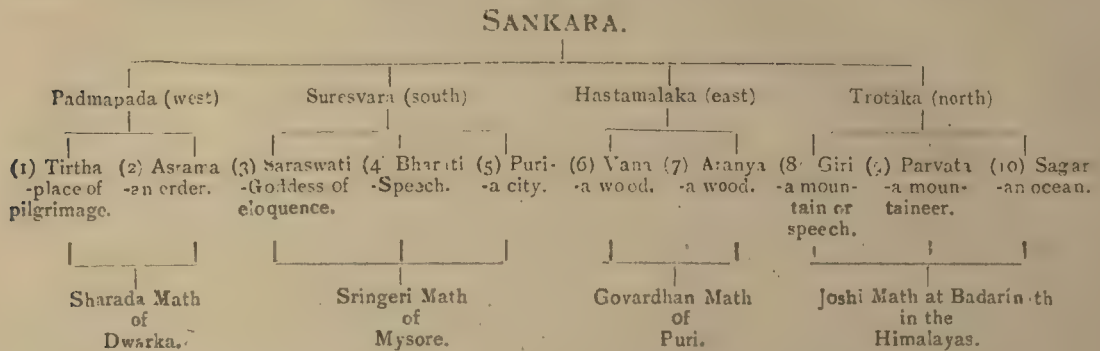 SANKARA.
Padmapada (west) Suresvara (south) Hastamalaka (east) Trotika (north)
(1) Tirtha (2) Asrama (3) Saraswati (4) Bharati (5) Puri- (6) Vana (7) Aranya (8) Giri (9) Parvata (10) Sagar
-place of -an order. -Goddess of -Speech. a city. -a wood. -a wood. -a moun- -a moun- -an ocean.
pilgrimage. eloquence. tain or taineer.
speech.
Sharada Math Sringeri Math Govardhan Math Joshi Math at Badarinath
of of of in the
Dwarka. Mysore. Puri. Himalayas.